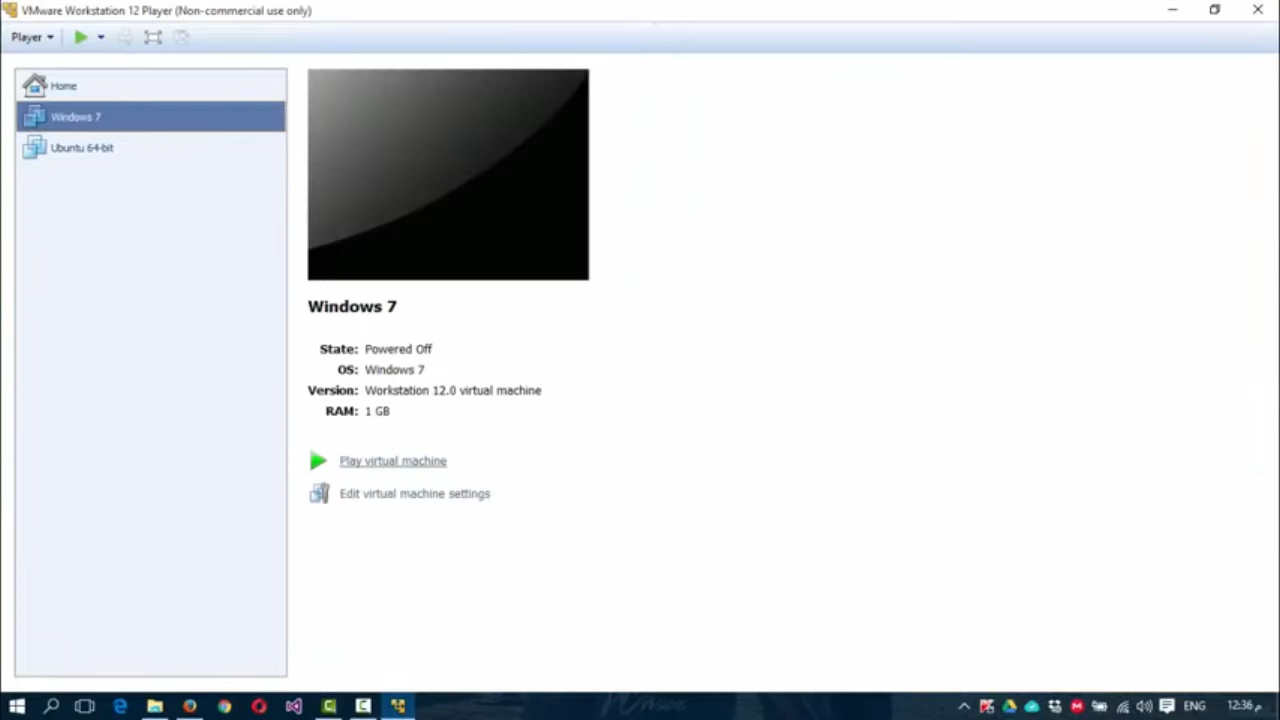 VMware Workstation 12 Player (Non-commercial use only)
Player
Home
Windows 7
Ubuntu 64-bit
Windows 7
State: Powered Off
OS: Windows 7
Version: Workstation 12.0 virtual machine
RAM: 1 GB
Play virtual machine
Edit virtual machine settings
ENG
12:36 م